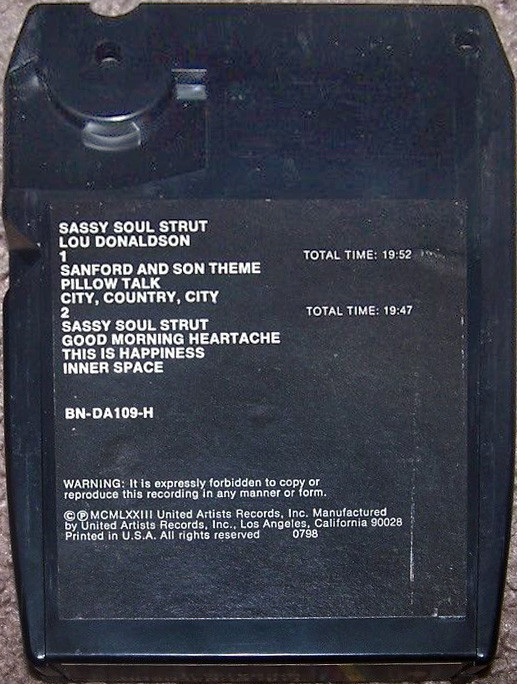 SASSY SOUL STRUT
LOU DONALDSON
1 TOTAL TIME: 19:52
SANFORD AND SON THEME
PILLOW TALK
CITY, COUNTRY, CITY
2 TOTAL TIME: 19:47
SASSY SOUL STRUT
GOOD MORNING HEARTACHE
THIS IS HAPPINESS
INNER SPACE
BN-DA109-H
WARNING: It is expressly forbidden to copy or
reproduce this recording in any manner or form.
©℗MCMLXXIII United Artists Records, Inc. Manufactured
by United Artists Records, Inc., Los Angeles, California 90028
Printed in U.S.A. All rights reserved 0798